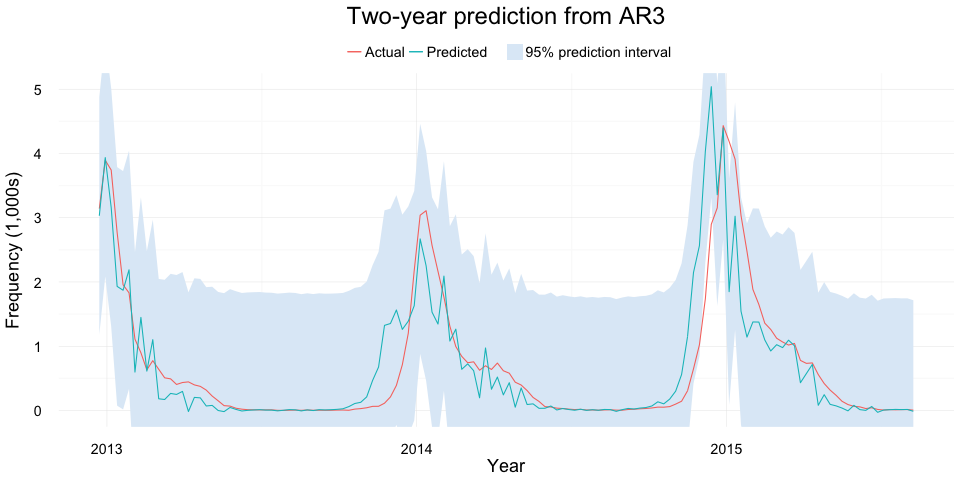 Two-year prediction from AR3
Actual Predicted 95% prediction interval
Frequency (1,000s)
5
4
3
2
1
0
2013 2014 2015
Year